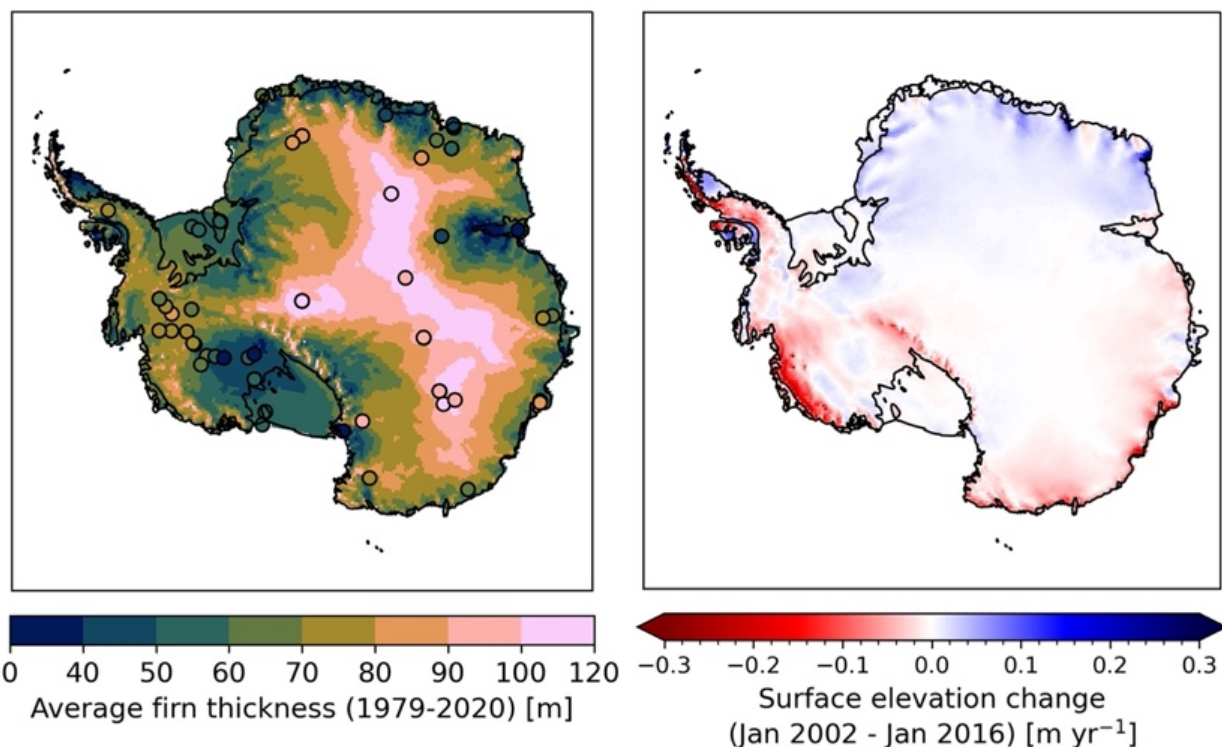 0 40 50 60 70 80 90 100 120
Average firn thickness (1979-2020) [m]
−0.3 −0.2 −0.1 0.0 0.1 0.2 0.3
Surface elevation change
(Jan 2002 - Jan 2016) [m yr⁻¹]